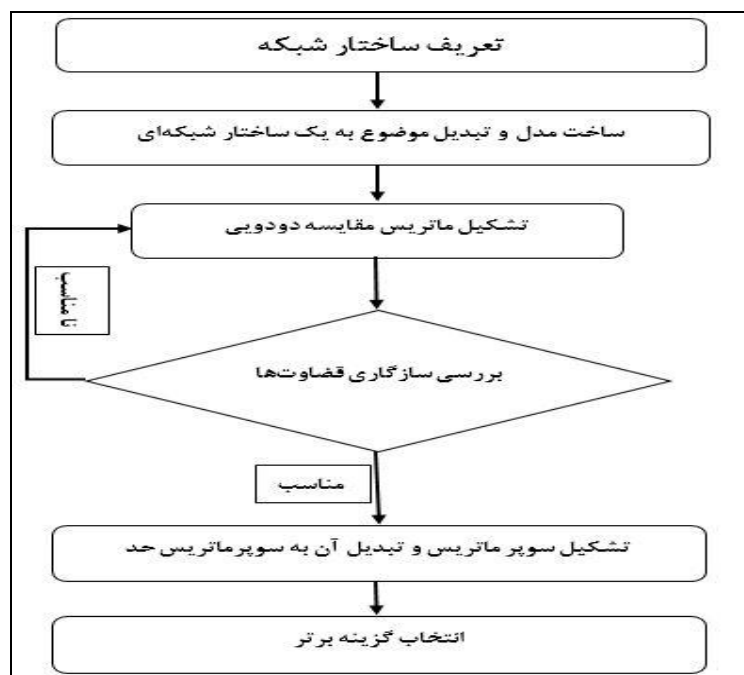 تعریف ساختار شبکه
ساخت مدل و تبدیل موضوع به یک ساختار شبکه‌ای
تشکیل ماتریس مقایسه دودویی
نا مناسب
بررسی سازگاری قضاوت‌ها
مناسب
تشکیل سوپر ماتریس و تبدیل آن به سوپرماتریس حد
انتخاب گزینه برتر